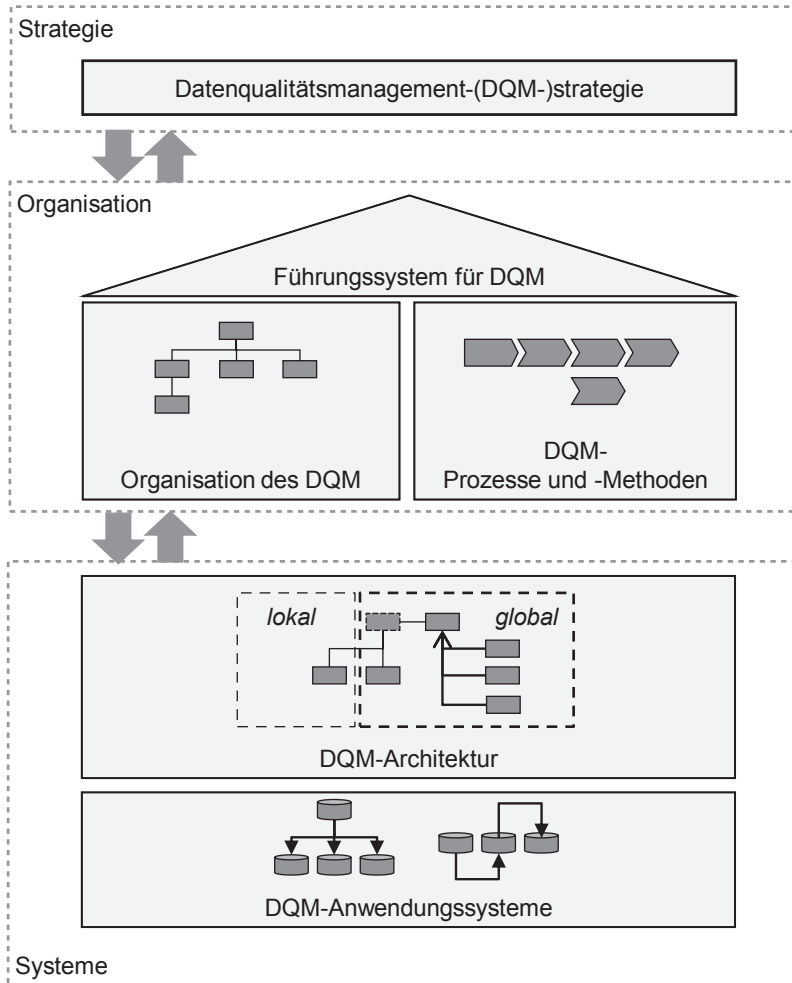 Strategie
Datenqualitätsmanagement-(DQM-)strategie
Organisation
Führungssystem für DQM
Organisation des DQM
DQM-
Prozesse und -Methoden
lokal
global
DQM-Architektur
DQM-Anwendungssysteme
Systeme